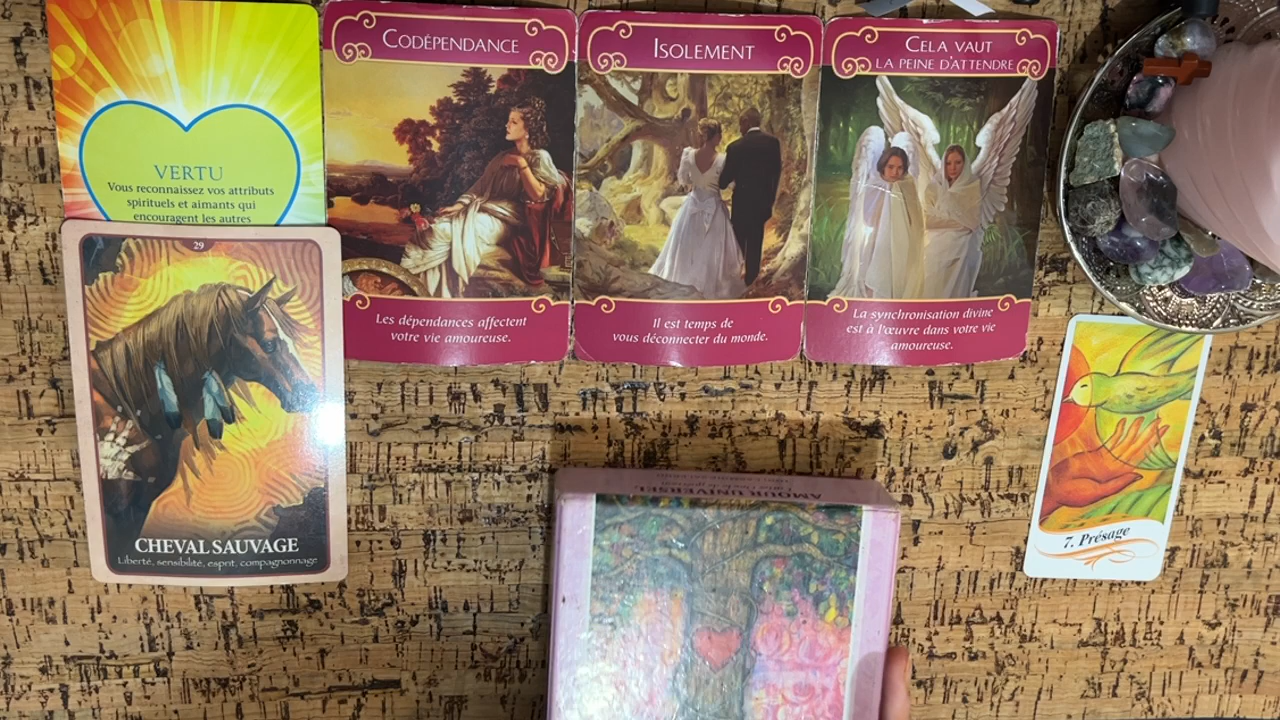 VERTU
Vous reconnaissez vos attributs
spirituels et aimants qui
encouragent les autres
29
CHEVAL SAUVAGE
Liberté, sensibilité, esprit, compagnonnage
CODÉPENDANCE
Les dépendances affectent
votre vie amoureuse.
ISOLEMENT
Il est temps de
vous déconnecter du monde.
CELA VAUT
LA PEINE D'ATTENDRE
La synchronisation divine
est à l'œuvre dans votre vie
amoureuse.
7. Présage
AMOUR UNIVERSEL